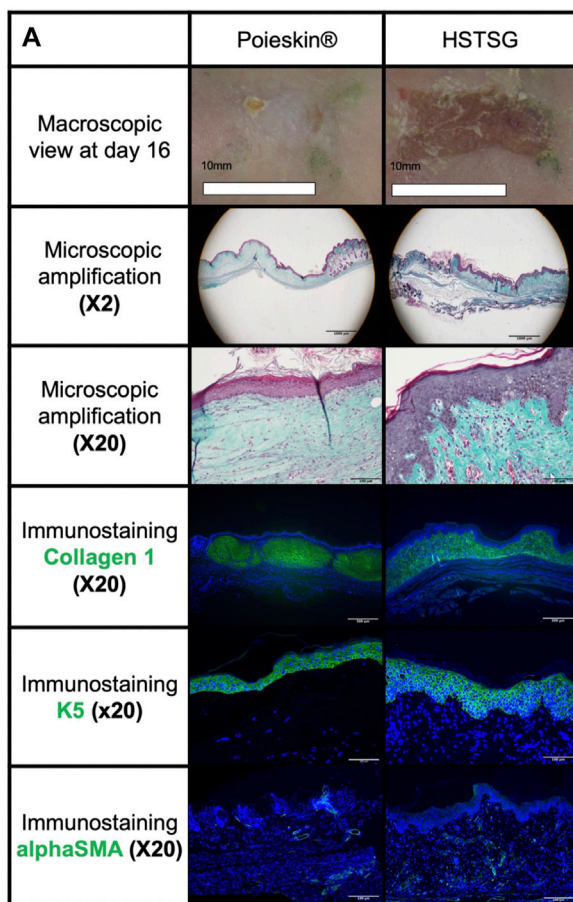 A
Poieskin®
HSTSG
Macroscopic
view at day 16
10mm
10mm
Microscopic
amplification
(X2)
Microscopic
amplification
(X20)
Immunostaining
Collagen 1
(X20)
Immunostaining
K5 (x20)
Immunostaining
alphaSMA (X20)